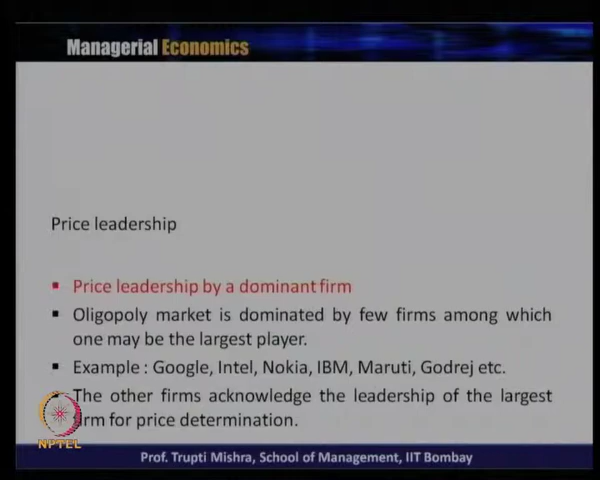 Managerial Economics
Price leadership
Price leadership by a dominant firm
Oligopoly market is dominated by few firms among which
one may be the largest player.
Example : Google, Intel, Nokia, IBM, Maruti, Godrej etc.
The other firms acknowledge the leadership of the largest
firm for price determination.
NPTEL
Prof. Trupti Mishra, School of Management, IIT Bombay